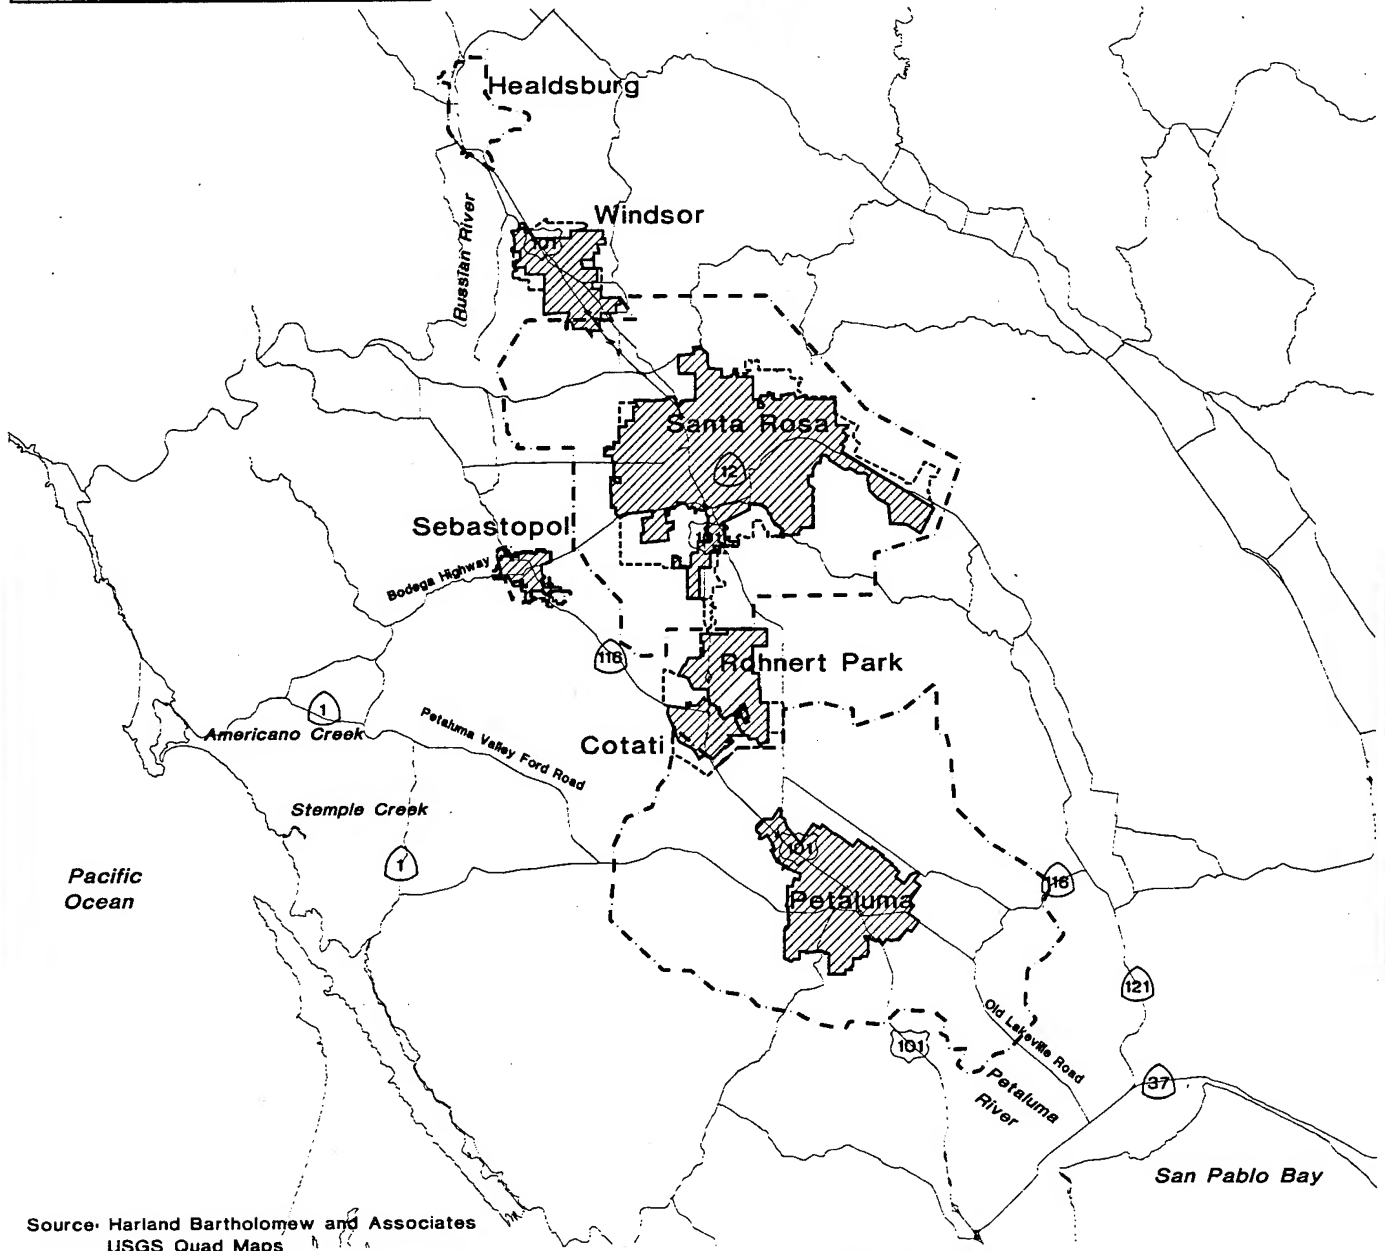 Healdsburg
Windsor
101
Russian River
Santa Rosa
12
Sebastopol
101
Bodega Highway
116
Rohnert Park
1
Americano Creek
Petaluma Valley Ford Road
Cotati
Stemple Creek
101
1
Pacific
Ocean
116
Petaluma
121
Old Lakeville Road
101
37
Petaluma
River
San Pablo Bay
Source: Harland Bartholomew and Associates
USGS Quad Maps